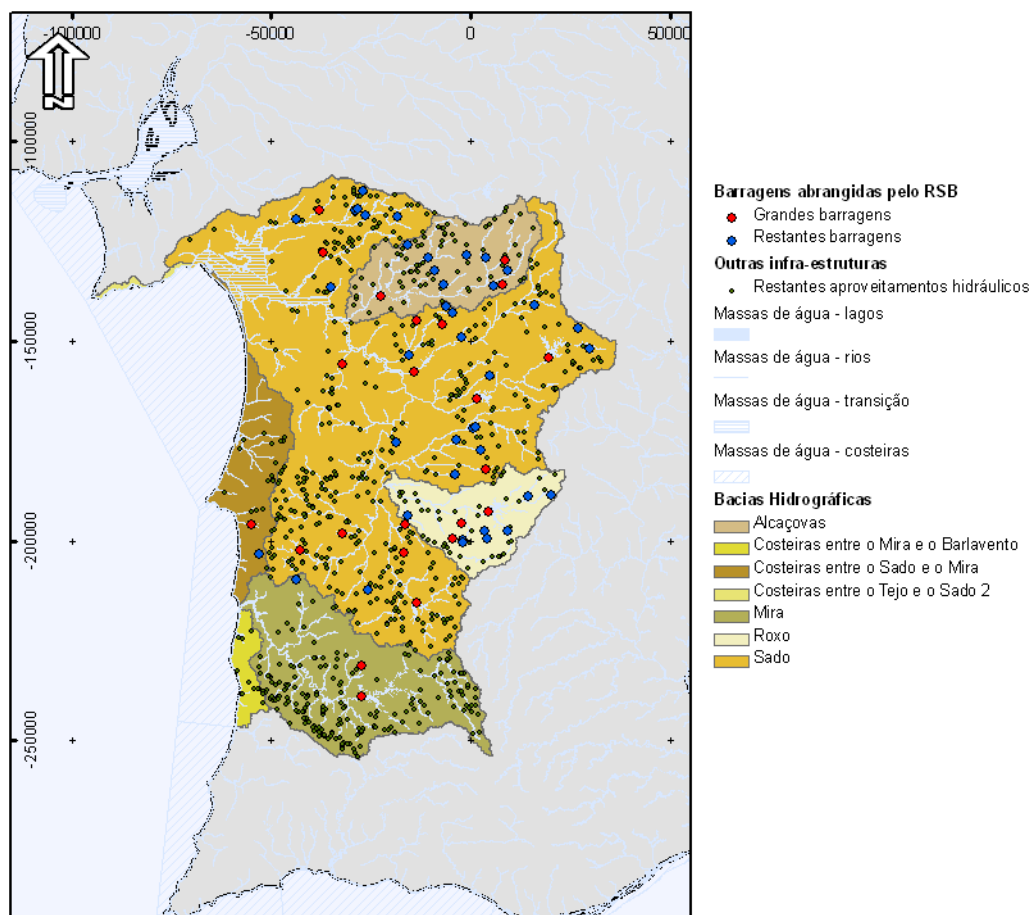 -100000
-50000
0
50000
N
-100000
-150000
-200000
-250000
Barragens abrangidas pelo RSB
Grandes barragens
Restantes barragens
Outras infra-estruturas
Restantes aproveitamentos hidráulicos
Massas de água - lagos
Massas de água - rios
Massas de água - transição
Massas de água - costeiras
Bacias Hidrográficas
Alcaçovas
Costeiras entre o Mira e o Barlavento
Costeiras entre o Sado e o Mira
Costeiras entre o Tejo e o Sado 2
Mira
Roxo
Sado